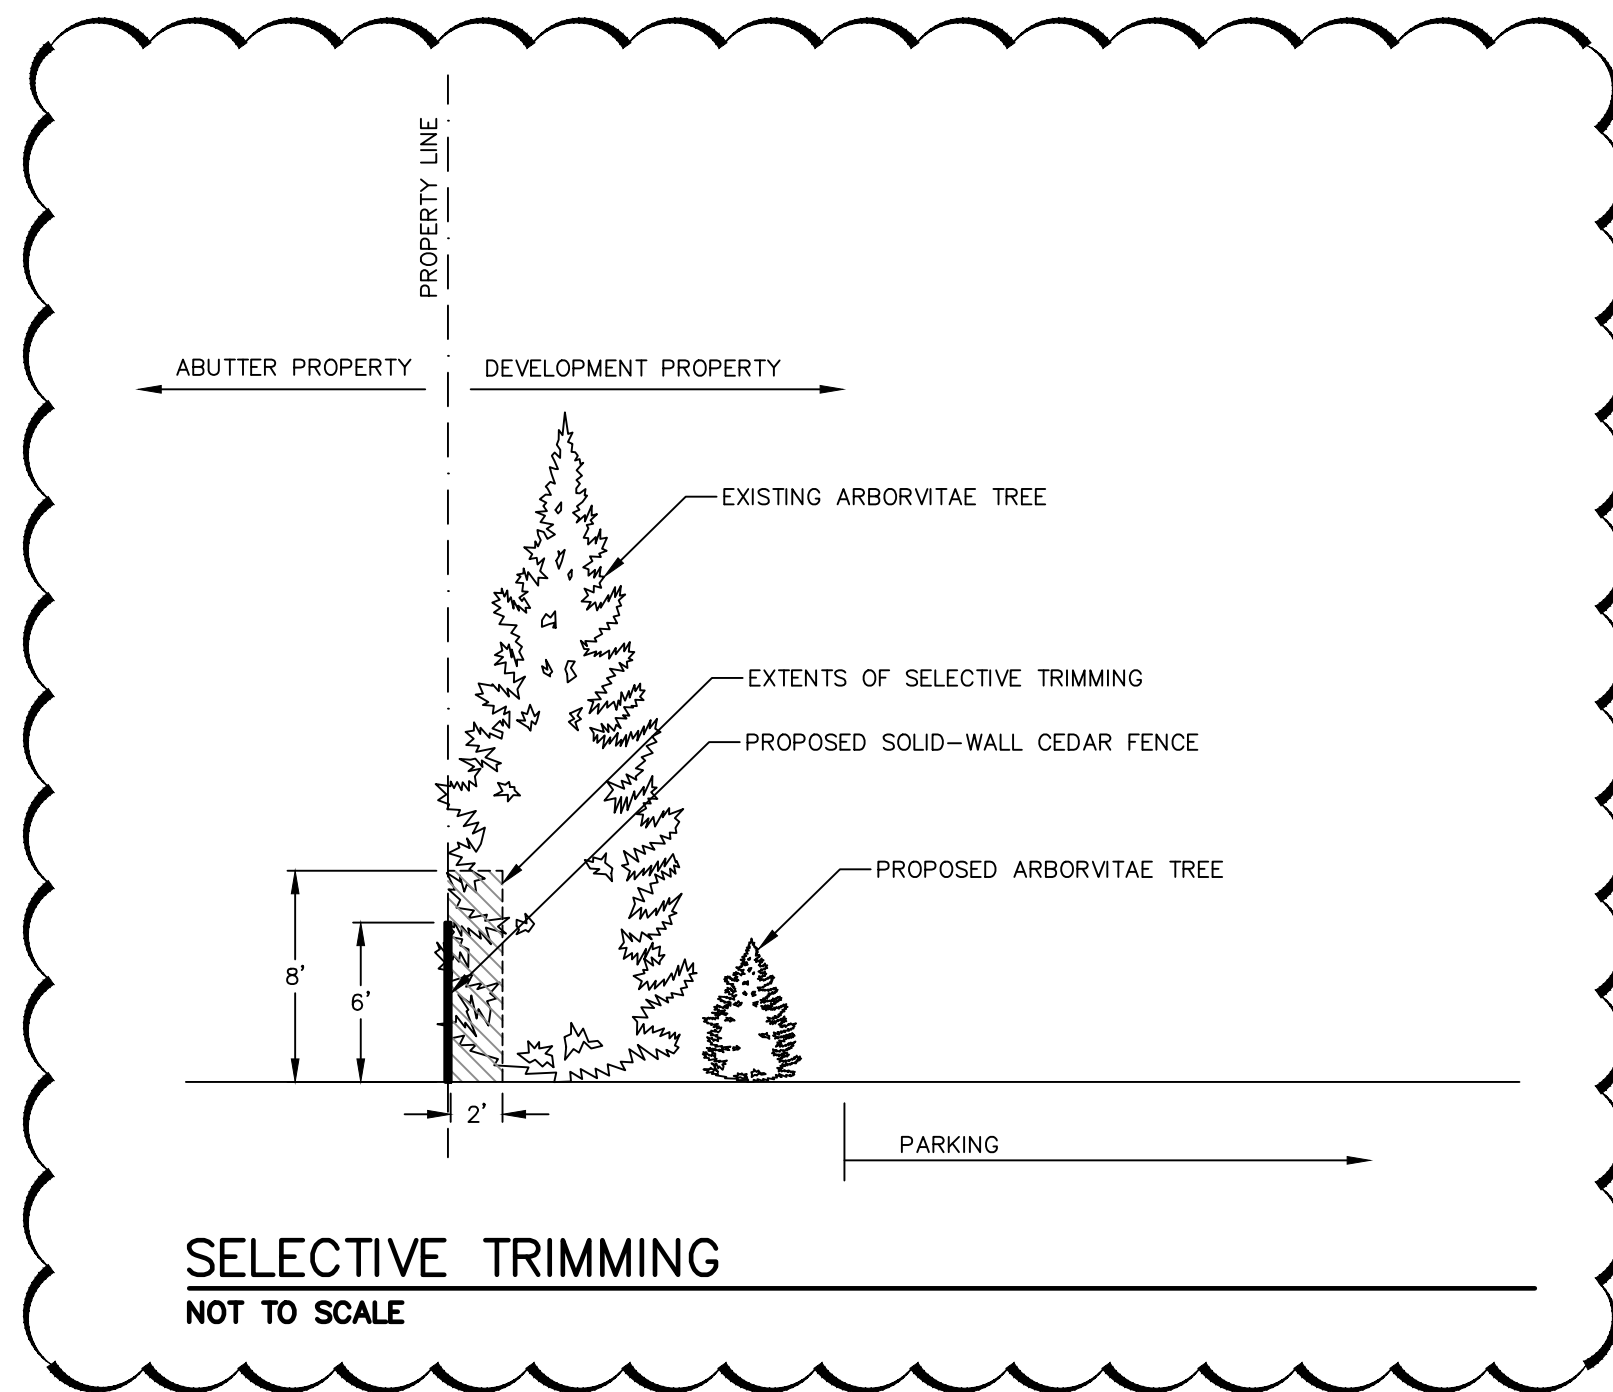 PROPERTY LINE
ABUTTER PROPERTY
DEVELOPMENT PROPERTY
EXISTING ARBORVITAE TREE
EXTENTS OF SELECTIVE TRIMMING
PROPOSED SOLID-WALL CEDAR FENCE
PROPOSED ARBORVITAE TREE
8'
6'
2'
PARKING
SELECTIVE TRIMMING
NOT TO SCALE